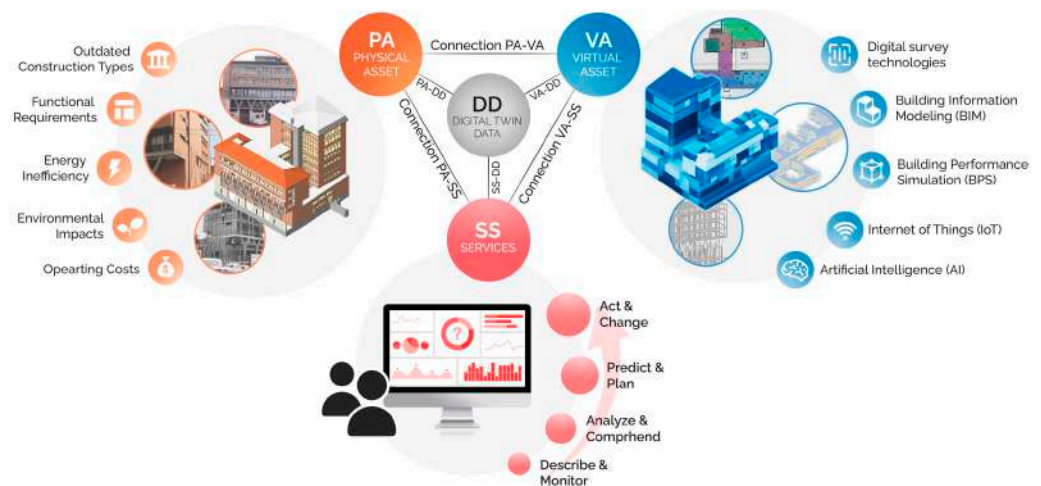 Outdated
Construction Types
Functional
Requirements
Energy
Inefficiency
Environmental
Impacts
Opearting Costs
PA
PHYSICAL
ASSET
Connection PA-VA
VA
VIRTUAL
ASSET
PA-DD
VA-DD
DD
DIGITAL TWIN
DATA
Connection PA-SS
SS-DD
Connection VA-SS
SS
SERVICES
Digital survey
technologies
Building Information
Modeling (BIM)
Building Performance
Simulation (BPS)
Internet of Things (IoT)
Artificial Intelligence (AI)
?
Act &
Change
Predict &
Plan
Analyze &
Comprhend
Describe &
Monitor